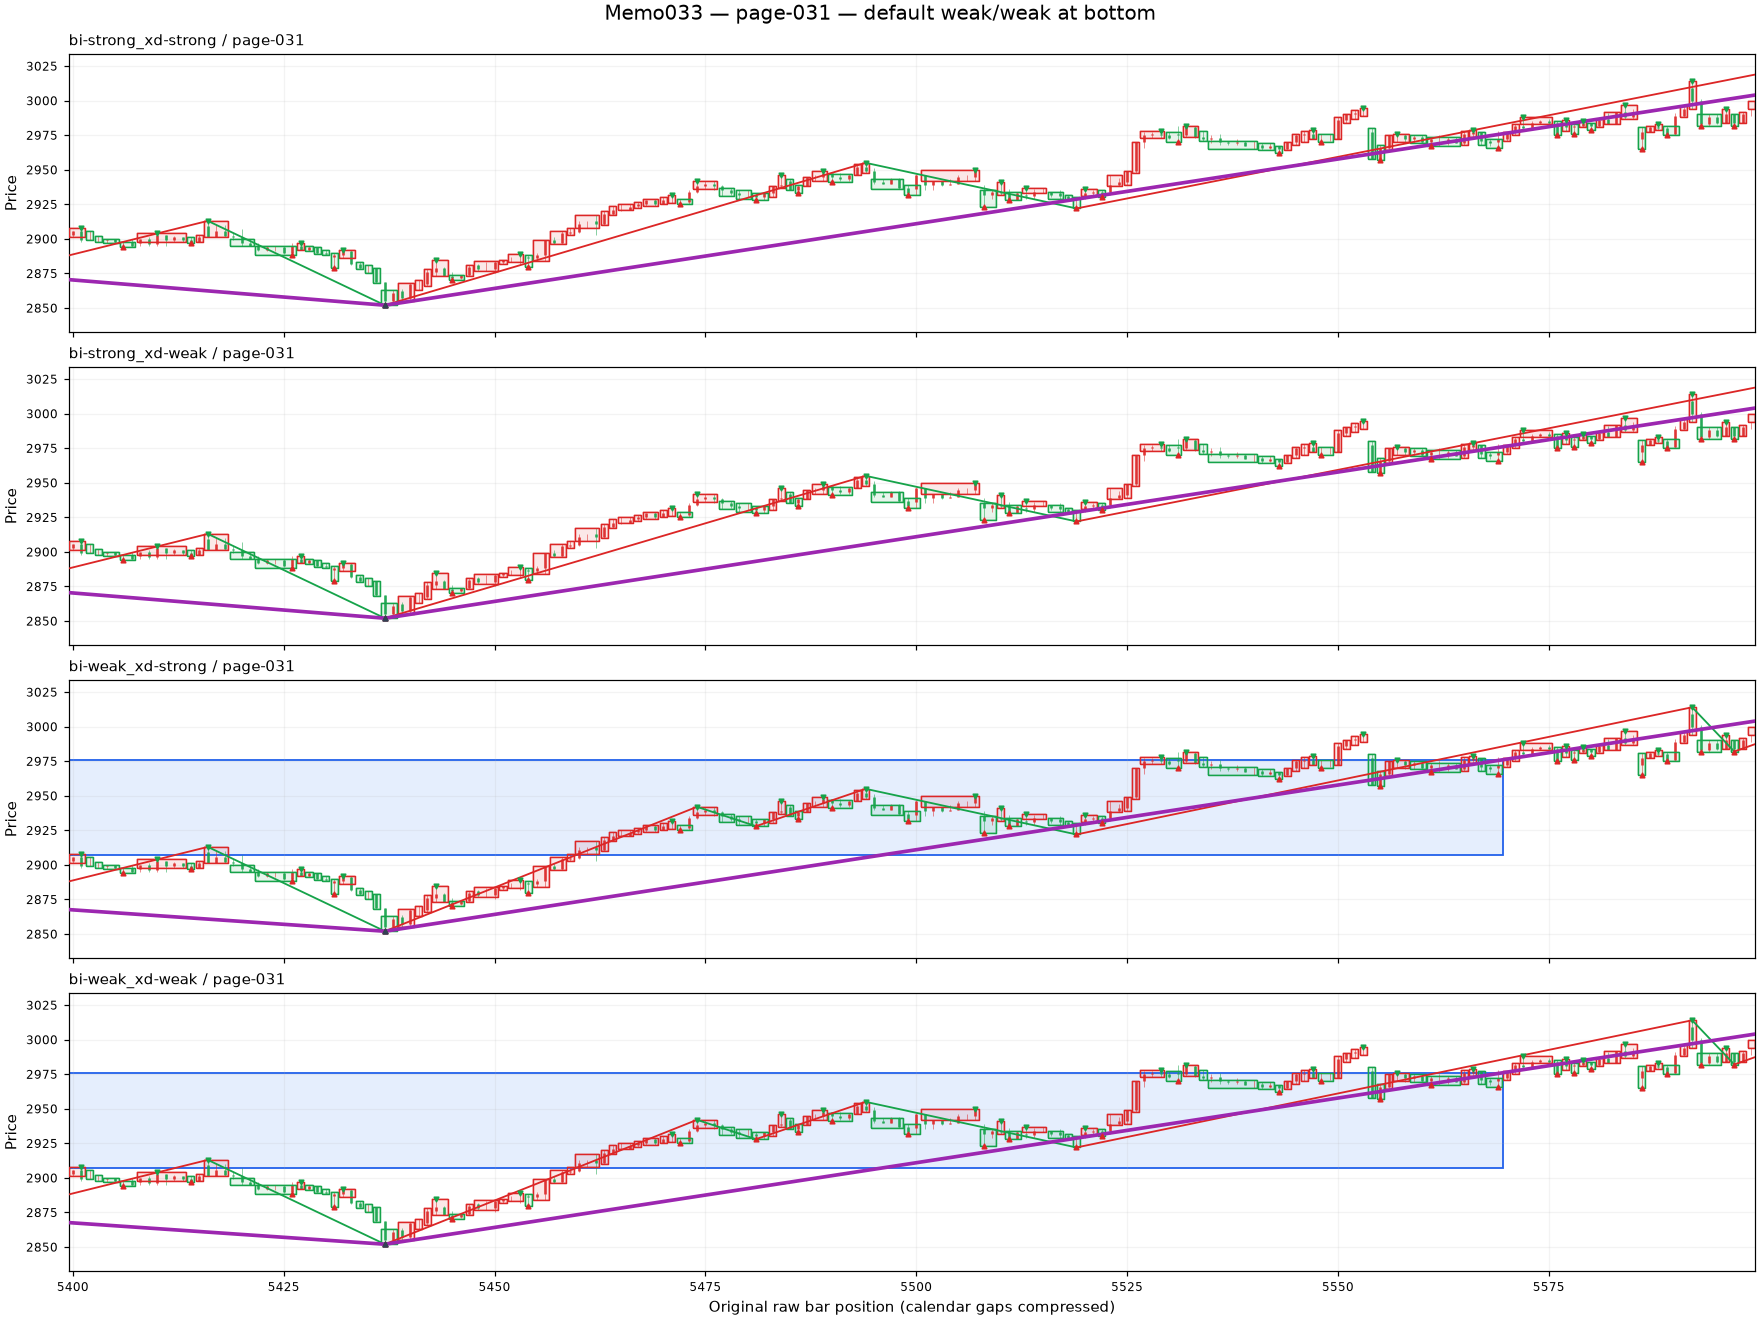 Memo033 — page-031 — default weak/weak at bottom
bi-strong_xd-strong / page-031
3025
3000
2975
2950
2925
2900
2875
2850
Price
bi-strong_xd-weak / page-031
3025
3000
2975
2950
2925
2900
2875
2850
Price
bi-weak_xd-strong / page-031
3025
3000
2975
2950
2925
2900
2875
2850
Price
bi-weak_xd-weak / page-031
3025
3000
2975
2950
2925
2900
2875
2850
Price
5400 5425 5450 5475 5500 5525 5550 5575
Original raw bar position (calendar gaps compressed)